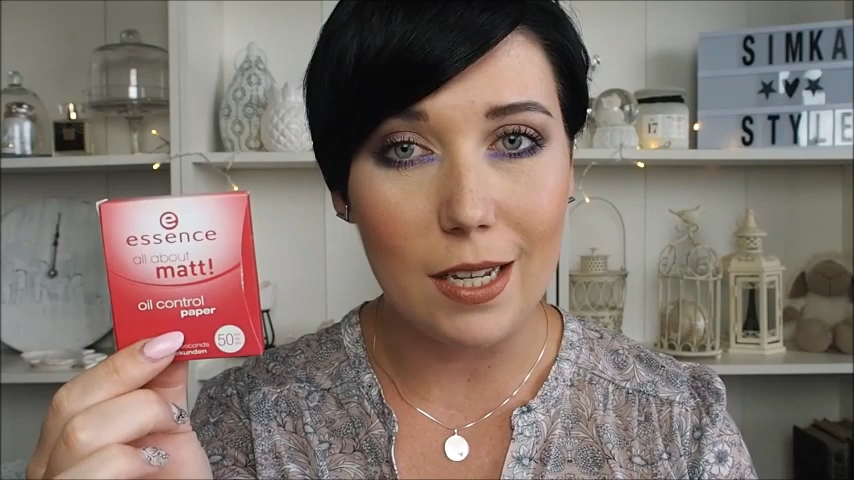 SIMKA
★♥★
STYLE
17
e
essence
all about
matt!
oil control
paper
50